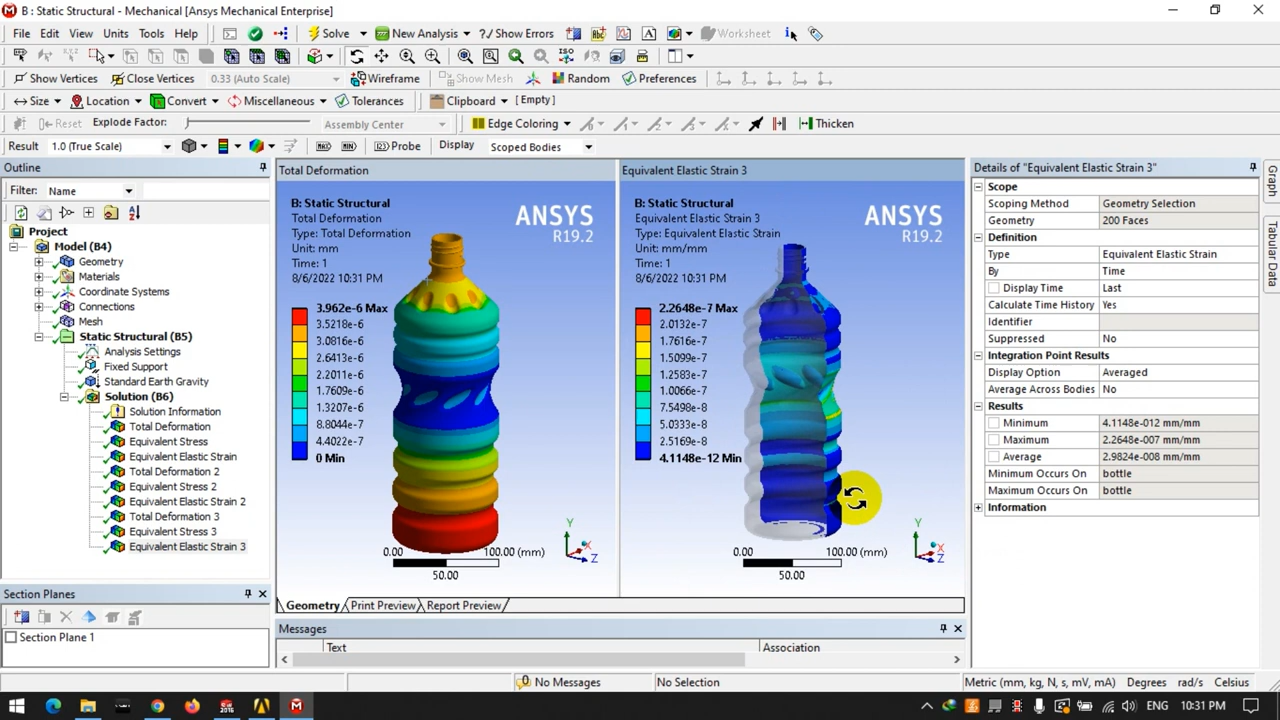 B : Static Structural - Mechanical [Ansys Mechanical Enterprise]
File Edit View Units Tools Help Solve New Analysis ?/ Show Errors Worksheet
Show Vertices Close Vertices 0.33 (Auto Scale) Wireframe Show Mesh Random Preferences
Size Location Convert Miscellaneous Tolerances Clipboard [ Empty ]
Reset Explode Factor: Assembly Center Edge Coloring Thicken
Result 1.0 (True Scale) Probe Display Scoped Bodies
Outline
Filter: Name
Project
Model (B4)
Geometry
Materials
Coordinate Systems
Connections
Mesh
Static Structural (B5)
Analysis Settings
Fixed Support
Standard Earth Gravity
Solution (B6)
Solution Information
Total Deformation
Equivalent Stress
Equivalent Elastic Strain
Total Deformation 2
Equivalent Stress 2
Equivalent Elastic Strain 2
Total Deformation 3
Equivalent Stress 3
Equivalent Elastic Strain 3
Section Planes
Section Plane 1
Total Deformation
B: Static Structural
Total Deformation
Type: Total Deformation
Unit: mm
Time: 1
8/6/2022 10:31 PM
ANSYS
R19.2
3.962e-6 Max
3.5218e-6
3.0816e-6
2.6413e-6
2.2011e-6
1.7609e-6
1.3207e-6
8.8044e-7
4.4022e-7
0 Min
0.00 100.00 (mm)
50.00
Y
X
Z
Equivalent Elastic Strain 3
B: Static Structural
Equivalent Elastic Strain 3
Type: Equivalent Elastic Strain
Unit: mm/mm
Time: 1
8/6/2022 10:31 PM
ANSYS
R19.2
2.2648e-7 Max
2.0132e-7
1.7616e-7
1.5099e-7
1.2583e-7
1.0066e-7
7.5498e-8
5.0333e-8
2.5169e-8
4.1148e-12 Min
0.00 100.00 (mm)
50.00
Y
X
Z
Geometry Print Preview Report Preview
Messages
Text Association
Details of "Equivalent Elastic Strain 3"
Scope
Scoping Method Geometry Selection
Geometry 200 Faces
Definition
Type Equivalent Elastic Strain
By Time
Display Time Last
Calculate Time History Yes
Identifier
Suppressed No
Integration Point Results
Display Option Averaged
Average Across Bodies No
Results
Minimum 4.1148e-012 mm/mm
Maximum 2.2648e-007 mm/mm
Average 2.9824e-008 mm/mm
Minimum Occurs On bottle
Maximum Occurs On bottle
Information
Graph
Tabular Data
No Messages No Selection Metric (mm, kg, N, s, mV, mA) Degrees rad/s Celsius
ENG 10:31 PM